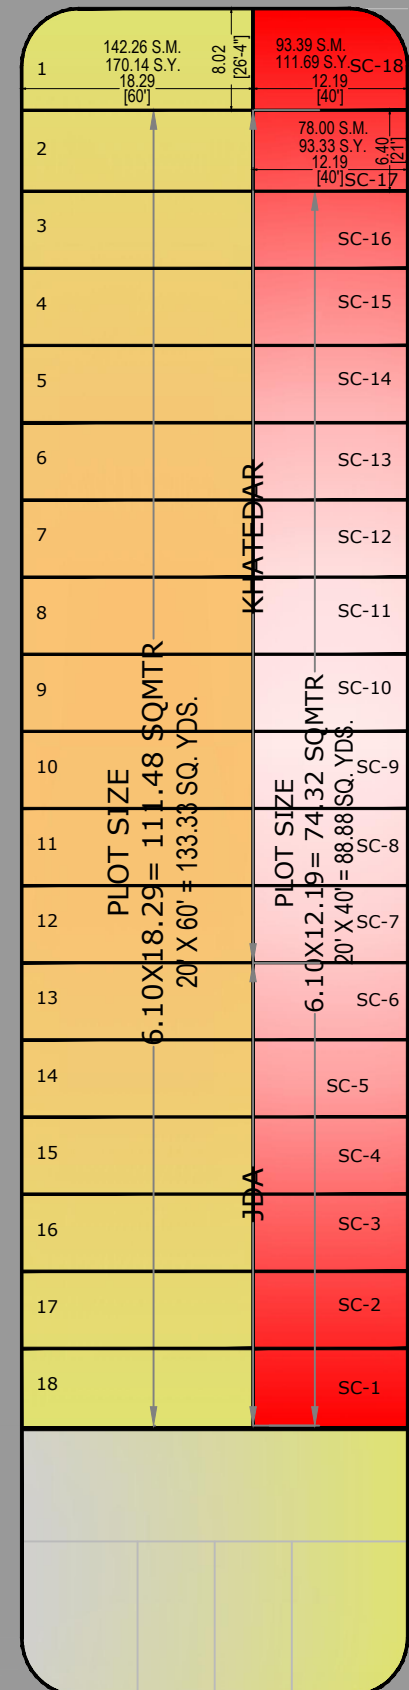 1
142.26 S.M.
170.14 S.Y.
18.29
[60']
8.02
[26'-4"]
93.39 S.M.
111.69 S.Y.
12.19
[40']
SC-18
2
78.00 S.M.
93.33 S.Y.
12.19
[40']
6.40
[21']
SC-17
3
SC-16
4
SC-15
5
SC-14
6
SC-13
7
SC-12
8
SC-11
9
SC-10
10
SC-9
11
SC-8
12
SC-7
13
SC-6
14
SC-5
15
SC-4
16
SC-3
17
SC-2
18
SC-1
KHATEDAR
JDA
PLOT SIZE
6.10X18.29= 111.48 SQMTR
20' X 60' = 133.33 SQ. YDS.
PLOT SIZE
6.10X12.19= 74.32 SQMTR
20' X 40' = 88.88 SQ. YDS.